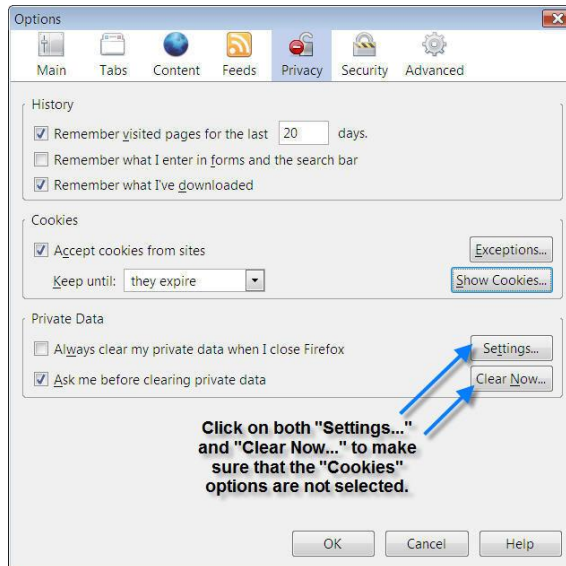 Options
Main Tabs Content Feeds Privacy Security Advanced
History
Remember visited pages for the last 20 days.
Remember what I enter in forms and the search bar
Remember what I've downloaded
Cookies
Accept cookies from sites Exceptions...
Keep until: they expire Show Cookies...
Private Data
Always clear my private data when I close Firefox Settings...
Ask me before clearing private data Clear Now...
Click on both "Settings..."
and "Clear Now..." to make
sure that the "Cookies"
options are not selected.
OK Cancel Help